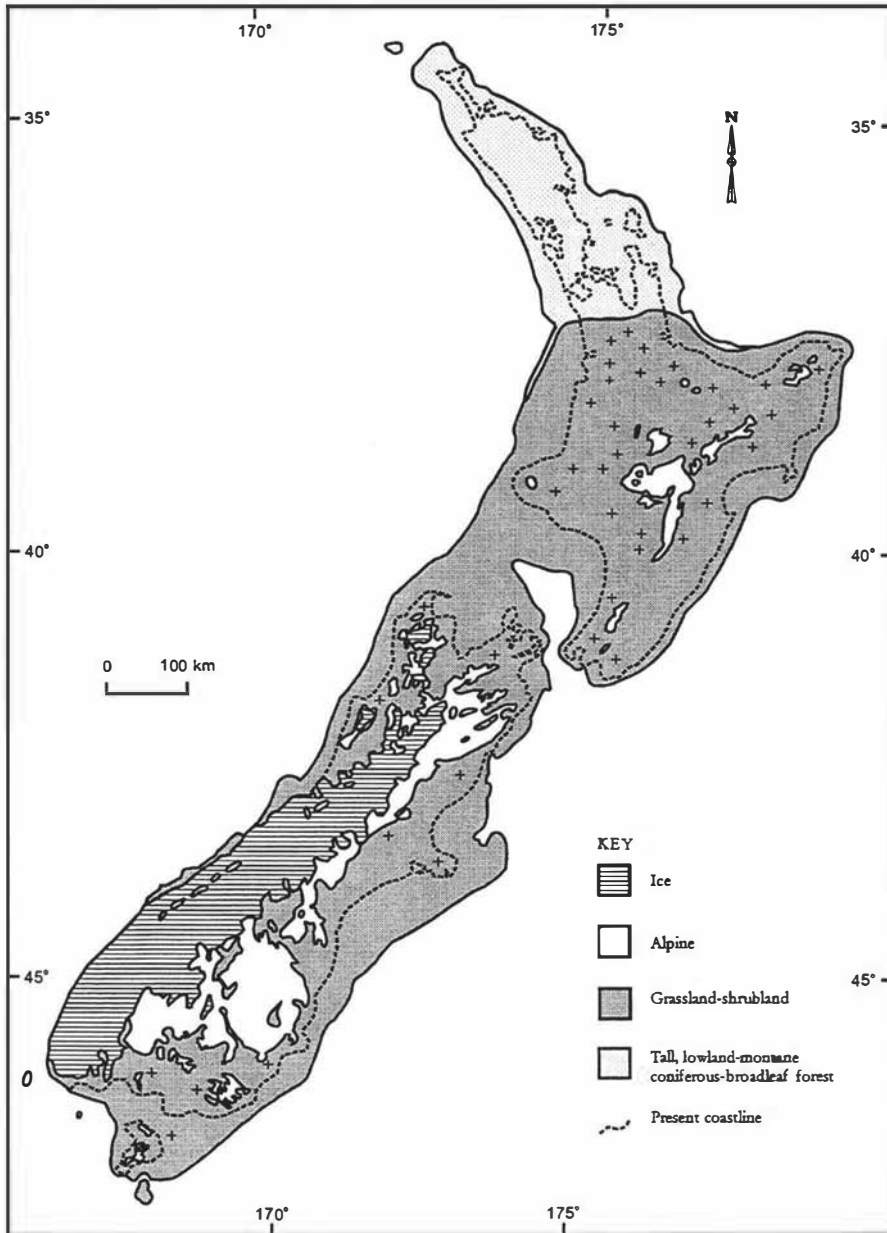 170°
175°
35°
35°
N
40°
40°
0 100 km
KEY
Ice
Alpine
45°
45°
Grassland-shrubland
Tall, lowland-montane
coniferous-broadleaf forest
0
Present coastline
170°
175°